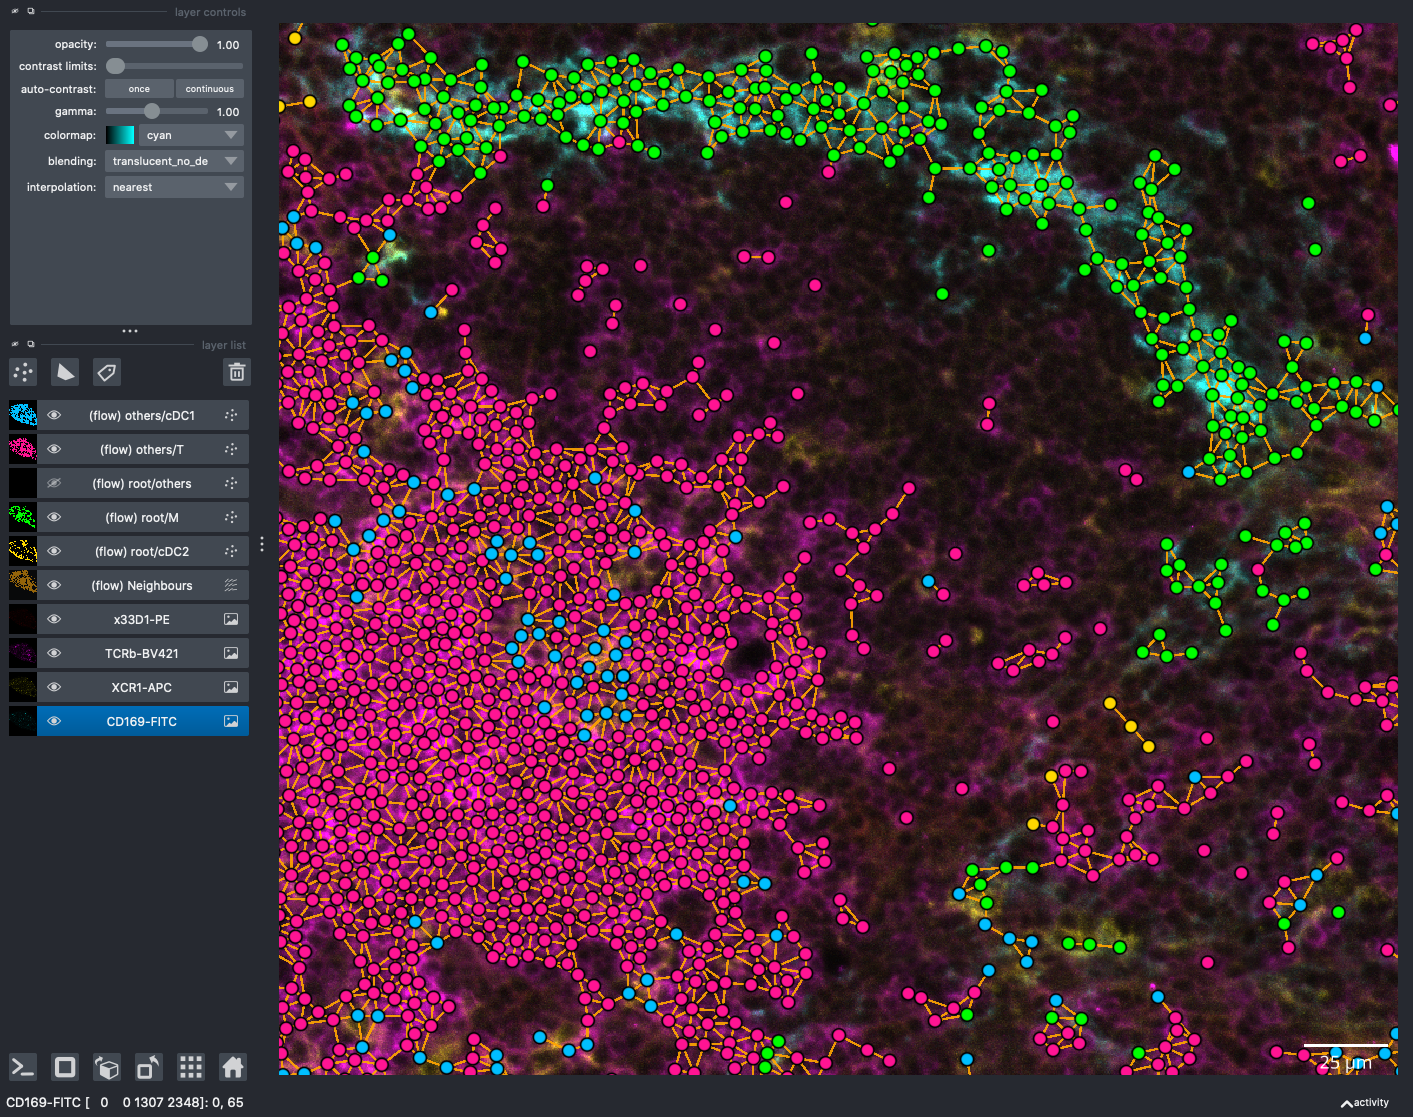 layer controls
opacity: 1.00
contrast limits:
auto-contrast: once continuous
gamma: 1.00
colormap: cyan
blending: translucent_no_de
interpolation: nearest
layer list
(flow) others/cDC1
(flow) others/T
(flow) root/others
(flow) root/M
(flow) root/cDC2
(flow) Neighbours
x33D1-PE
TCRb-BV421
XCR1-APC
CD169-FITC
25 μm
CD169-FITC [ 0 0 1307 2348]: 0, 65
activity